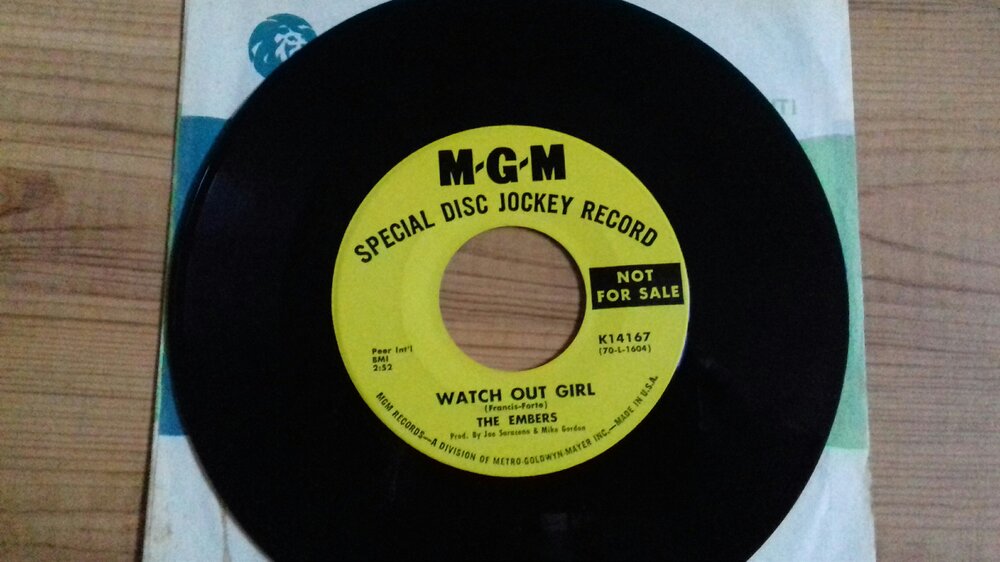 M-G-M
SPECIAL DISC JOCKEY RECORD
NOT
FOR SALE
K14167
(70-L-1604)
Peer Int'l
BMI
2:52
WATCH OUT GIRL
(Francis-Forte)
THE EMBERS
Prod. By Joe Saraceno & Mike Gordon
MGM RECORDS—A DIVISION OF METRO-GOLDWYN-MAYER INC.—MADE IN U.S.A.